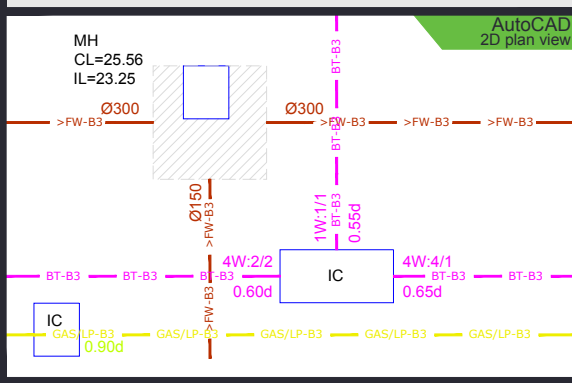 AutoCAD
2D plan view
MH
CL=25.56
IL=23.25
BT-B3
Ø300
Ø300
>FW-B3
>FW-B3
>FW-B3
>FW-B3
BT-B3
Ø150
>FW-B3
1W:1/1
BT-B3
0.55d
4W:2/2
4W:4/1
BT-B3
BT-B3
BT-B3
IC
BT-B3
BT-B3
0.60d
0.65d
>FW-B3
IC
GAS/LP-B3
GAS/LP-B3
GAS/LP-B3
GAS/LP-B3
GAS/LP-B3
0.90d